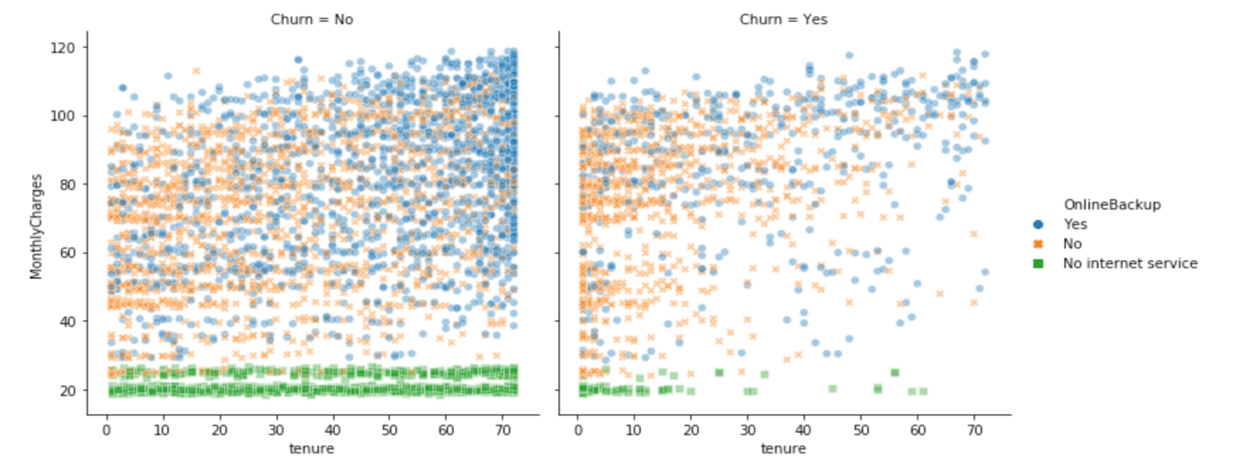 Churn = No
Churn = Yes
120
100
80
60
40
20
MonthlyCharges
0 10 20 30 40 50 60 70
tenure
0 10 20 30 40 50 60 70
tenure
OnlineBackup
Yes
No
No internet service